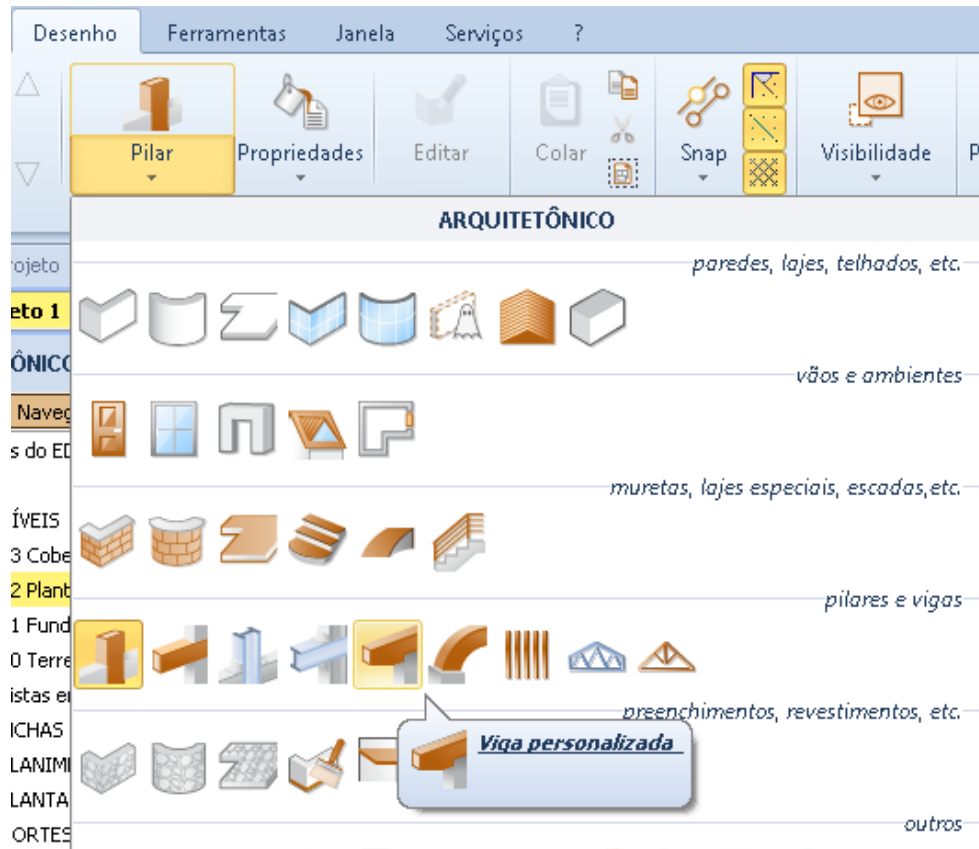 Desenho Ferramentas Janela Serviços ?
Pilar Propriedades Editar Colar Snap Visibilidade P
ARQUITETÔNICO
rojeto
paredes, lajes, telhados, etc.
eto 1
ÔNICO
vãos e ambientes
Naveg
s do ED
muretas, lajes especiais, escadas,etc.
ÍVEIS
3 Cobe
2 Plant
pilares e vigas
1 Fund
0 Terre
istas e
preenchimentos, revestimentos, etc.
ICHAS
Viga personalizada
LANIM
LANTA
outros
ORTES